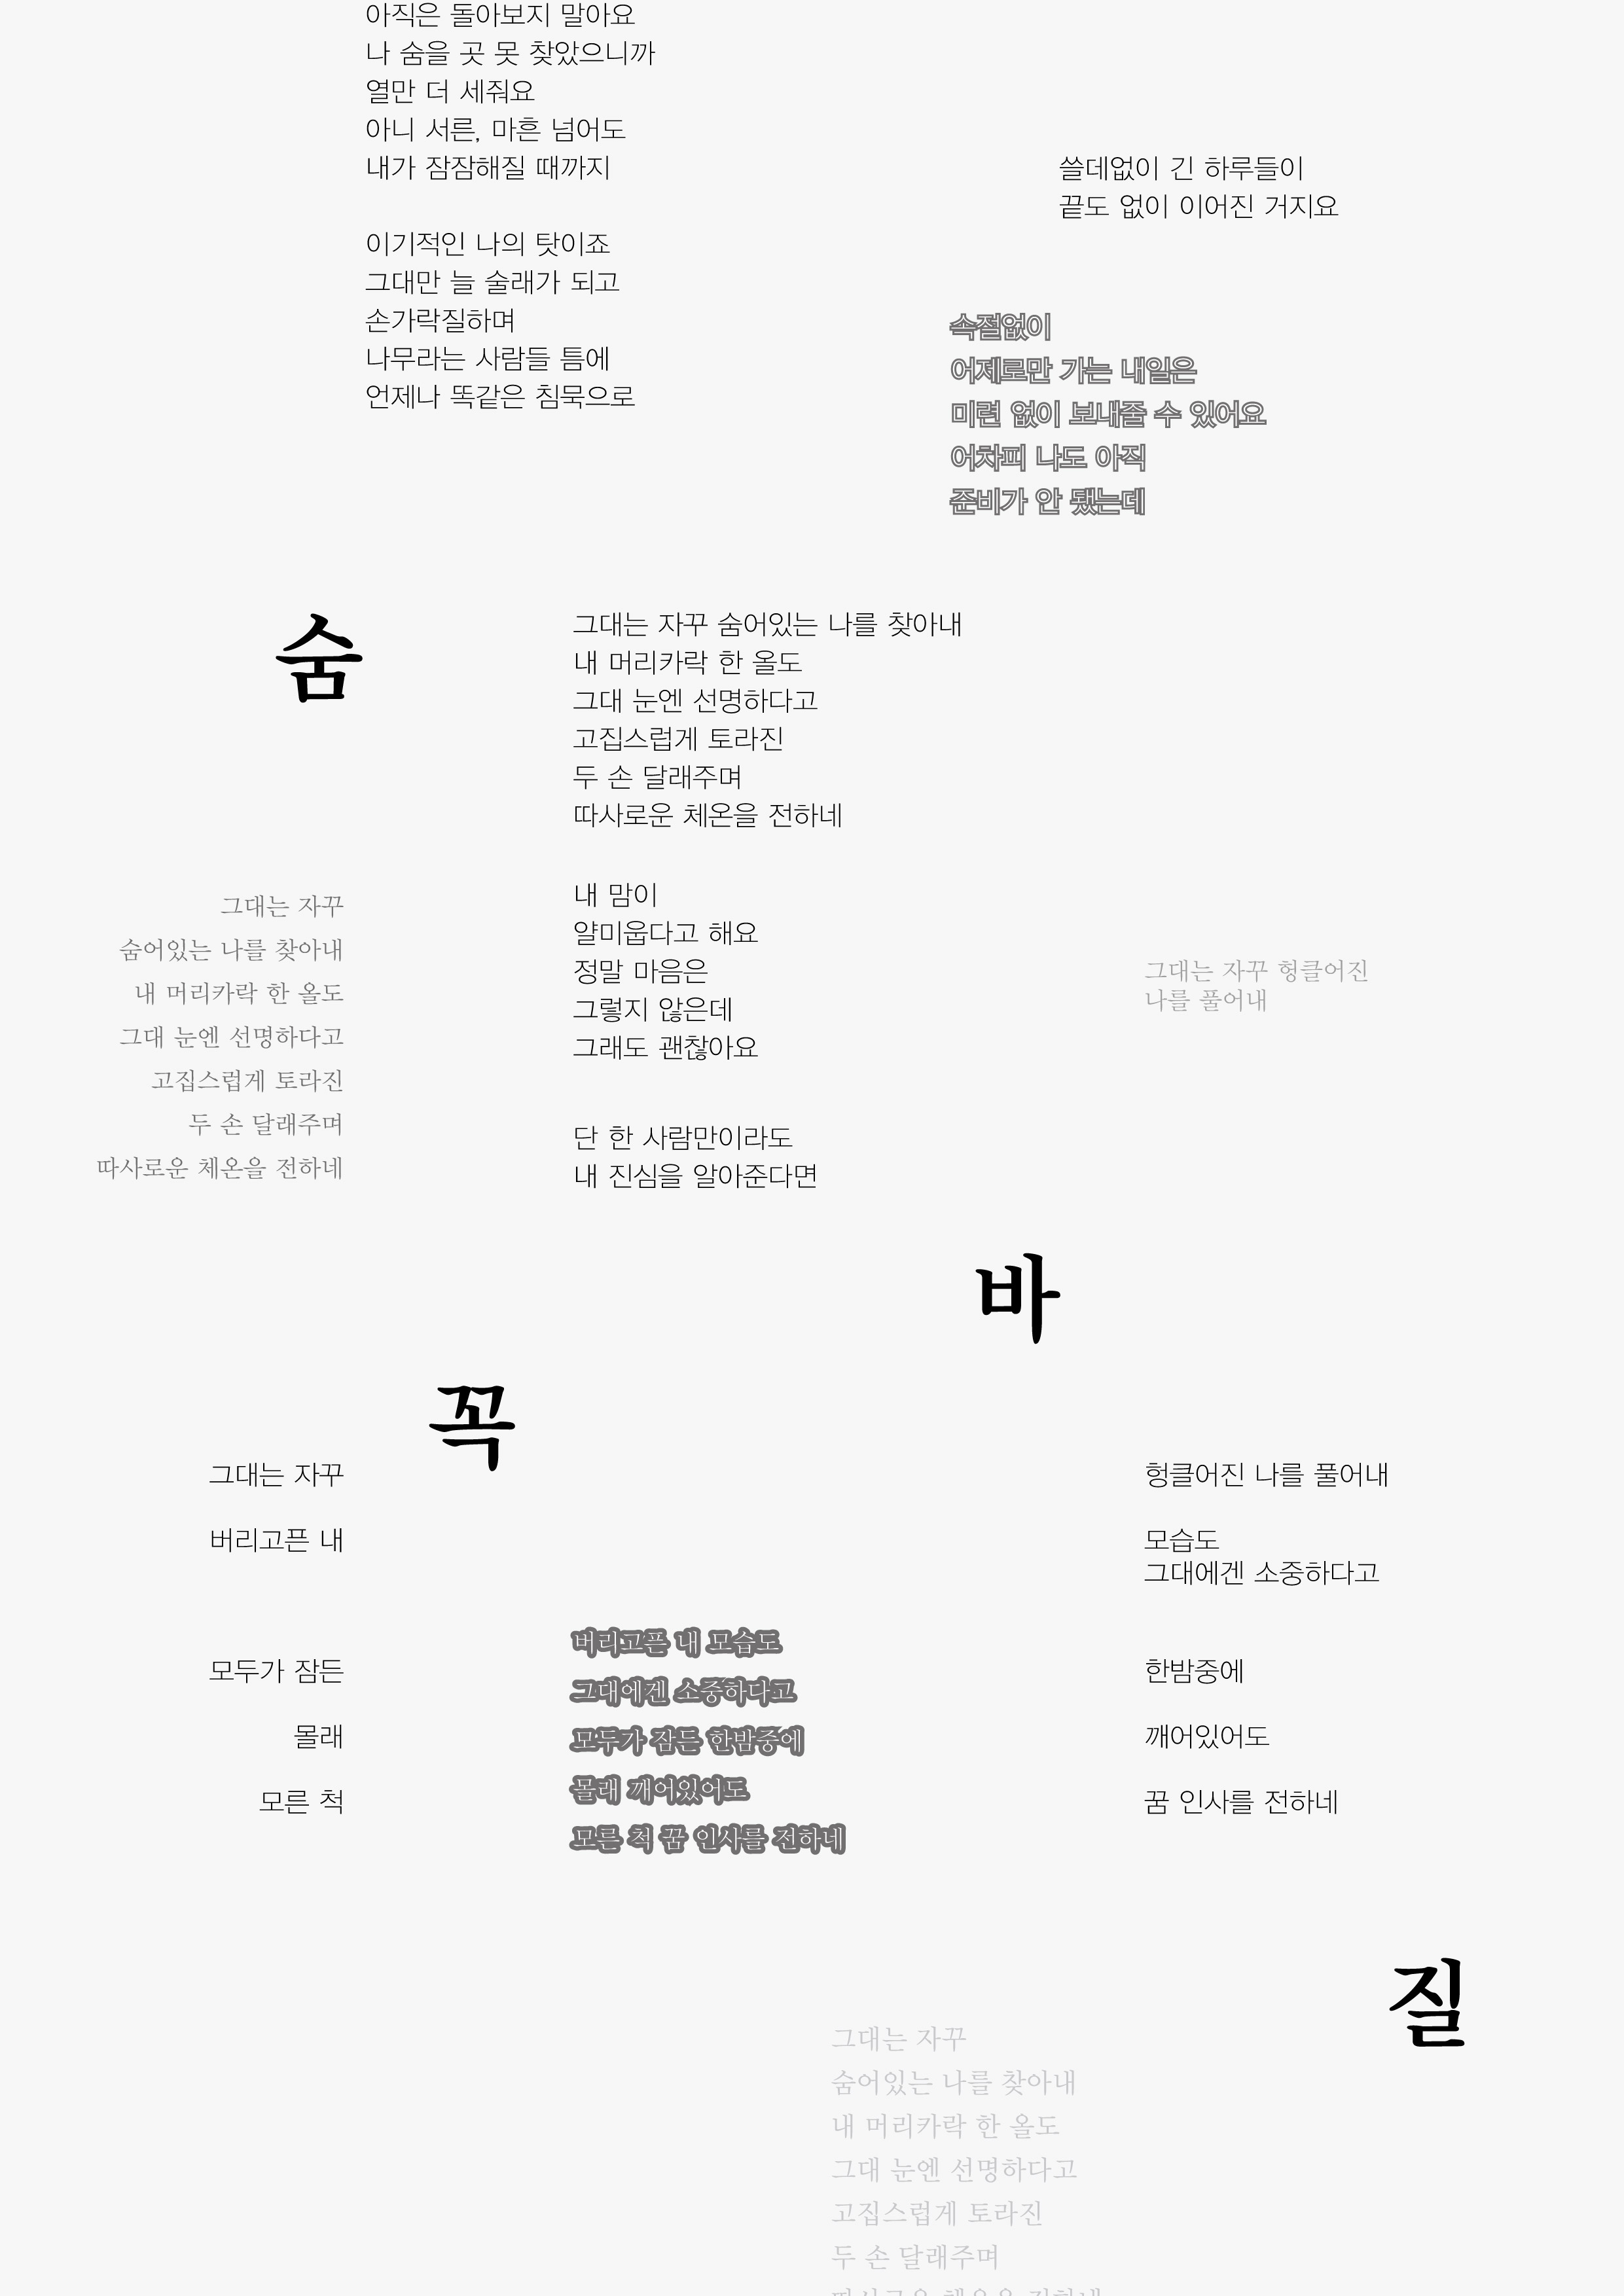 아직은 돌아보지 말아요
나 숨을 곳 못 찾았으니까
열만 더 세줘요
아니 서른, 마흔 넘어도
내가 잠잠해질 때까지
쓸데없이 긴 하루들이
끝도 없이 이어진 거지요
이기적인 나의 탓이죠
그대만 늘 술래가 되고
손가락질하며
나무라는 사람들 틈에
언제나 똑같은 침묵으로
속절없이
어제로만 가는 내일은
미련 없이 보내줄 수 있어요
어차피 나도 아직
준비가 안 됐는데
숨
그대는 자꾸 숨어있는 나를 찾아내
내 머리카락 한 올도
그대 눈엔 선명하다고
고집스럽게 토라진
두 손 달래주며
따사로운 체온을 전하네
그대는 자꾸
숨어있는 나를 찾아내
내 머리카락 한 올도
그대 눈엔 선명하다고
고집스럽게 토라진
두 손 달래주며
따사로운 체온을 전하네
내 맘이
얄미웁다고 해요
정말 마음은
그렇지 않은데
그래도 괜찮아요
그대는 자꾸 헝클어진
나를 풀어내
단 한 사람만이라도
내 진심을 알아준다면
바
꼭
그대는 자꾸
헝클어진 나를 풀어내
버리고픈 내
모습도
그대에겐 소중하다고
모두가 잠든
한밤중에
몰래
깨어있어도
모른 척
꿈 인사를 전하네
버리고픈 내 모습도
그대에겐 소중하다고
모두가 잠든 한밤중에
몰래 깨어있어도
모른 척 꿈 인사를 전하네
질
그대는 자꾸
숨어있는 나를 찾아내
내 머리카락 한 올도
그대 눈엔 선명하다고
고집스럽게 토라진
두 손 달래주며
따사로운 체온을 전하네